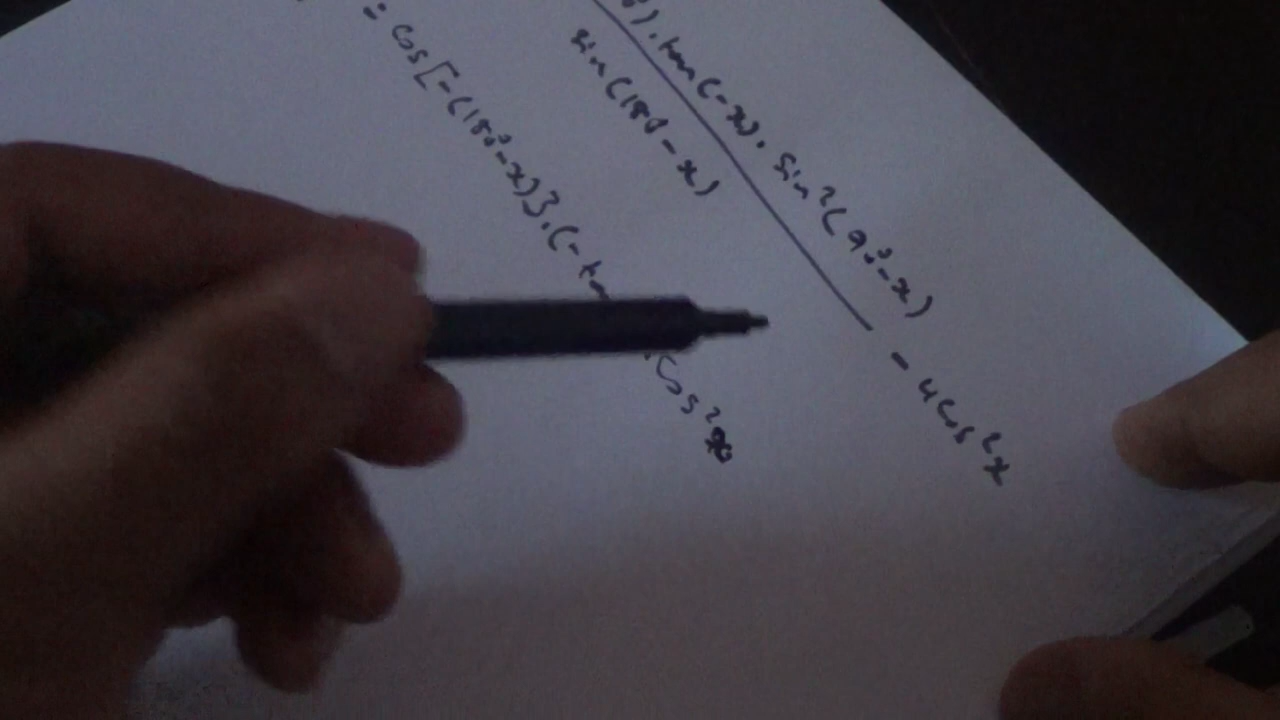 ). tan(-x). sin²(90°-x) - 4cos²x
sin(180-x)
= cos[-(180°-x)].(-tan .cos²x